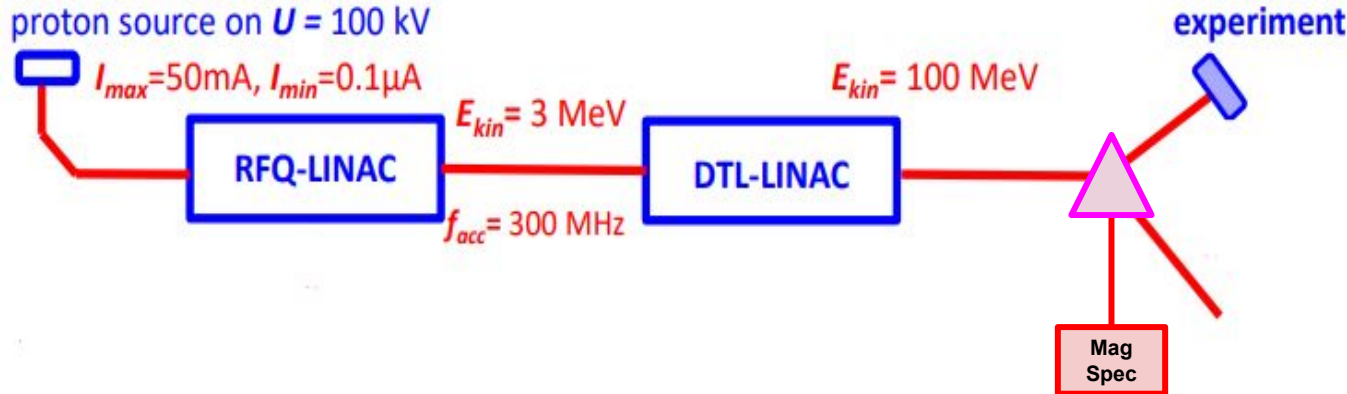 proton source on U = 100 kV
experiment
Imax=50mA, Imin=0.1µA
Ekin= 100 MeV
Ekin= 3 MeV
RFQ-LINAC
DTL-LINAC
facc= 300 MHz
Mag
Spec